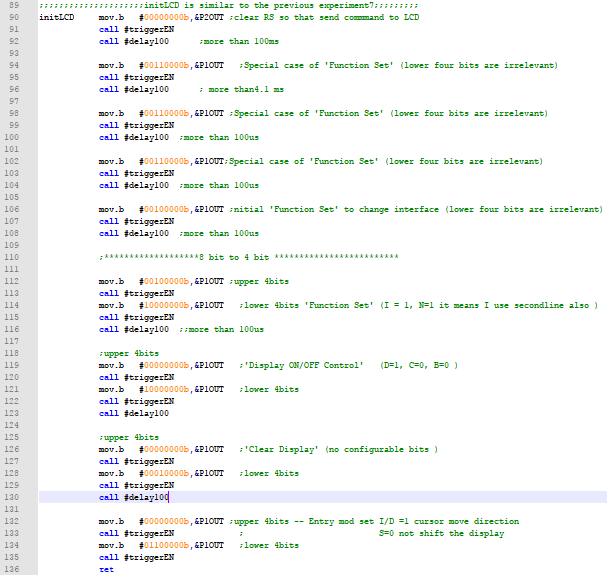 89 ;;;;;;;;;;;;;;;;;;;;;initLCD is similar to the previous experiment7;;;;;;;;;
90 initLCD mov.b #00000000b,&P2OUT ;clear RS so that send commmand to LCD
91 call #triggerEN
92 call #delay100 ;more than 100ms
93
94 mov.b #00110000b,&P1OUT ;Special case of 'Function Set' (lower four bits are irrelevant)
95 call #triggerEN
96 call #delay100 ; more than4.1 ms
97
98 mov.b #00110000b,&P1OUT ;Special case of 'Function Set' (lower four bits are irrelevant)
99 call #triggerEN
100 call #delay100 ;more than 100us
101
102 mov.b #00110000b,&P1OUT;Special case of 'Function Set' (lower four bits are irrelevant)
103 call #triggerEN
104 call #delay100 ;more than 100us
105
106 mov.b #00100000b,&P1OUT ;nitial 'Function Set' to change interface (lower four bits are irrelevant)
107 call #triggerEN
108 call #delay100 ;more than 100us
109
110 ;*******************8 bit to 4 bit *************************
111
112 mov.b #00100000b,&P1OUT ;upper 4bits
113 call #triggerEN
114 mov.b #10000000b,&P1OUT ;lower 4bits 'Function Set' (I = 1, N=1 it means I use secondline also )
115 call #triggerEN
116 call #delay100 ;;more than 100us
117
118 ;upper 4bits
119 mov.b #00000000b,&P1OUT ;'Display ON/OFF Control' (D=1, C=0, B=0 )
120 call #triggerEN
121 mov.b #10000000b,&P1OUT ;lower 4bits
122 call #triggerEN
123 call #delay100
124
125 ;upper 4bits
126 mov.b #00000000b,&P1OUT ;'Clear Display' (no configurable bits )
127 call #triggerEN
128 mov.b #00010000b,&P1OUT ;lower 4bits
129 call #triggerEN
130 call #delay100
131
132 mov.b #00000000b,&P1OUT ;upper 4bits -- Entry mod set I/D =1 cursor move direction
133 call #triggerEN ; S=0 not shift the display
134 mov.b #01100000b,&P1OUT ;lower 4bits
135 call #triggerEN
136 ret